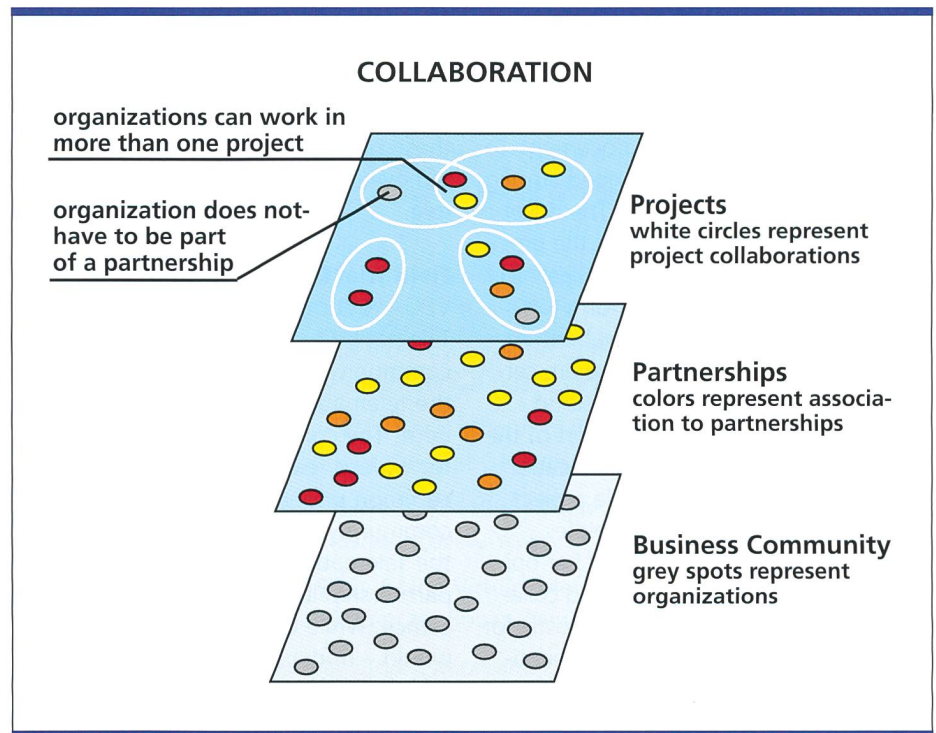 COLLABORATION
organizations can work in
more than one project
organization does not-
have to be part
of a partnership
Projects
white circles represent
project collaborations
Partnerships
colors represent associa-
tion to partnerships
Business Community
grey spots represent
organizations